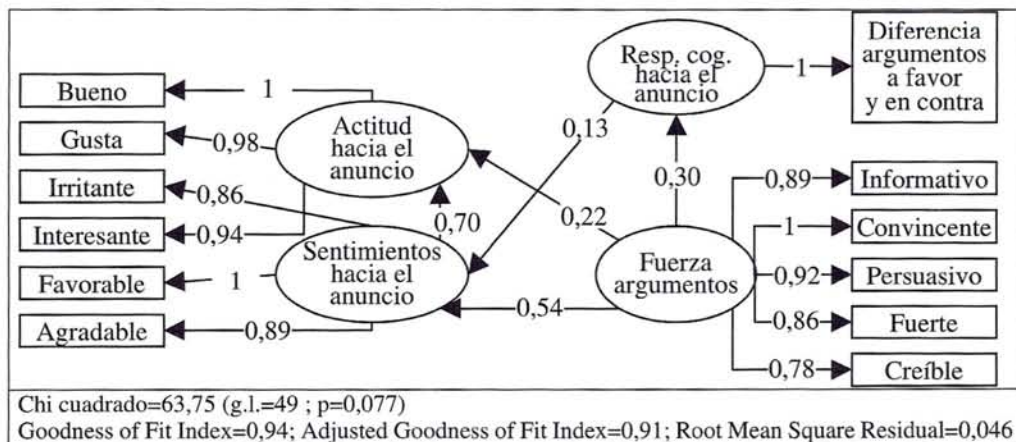 Bueno
Gusta
Irritante
Interesante
Favorable
Agradable
1
0,98
0,86
0,94
1
0,89
Actitud
hacia el
anuncio
Sentimientos
hacia el
anuncio
0,70
0,13
0,22
0,54
Resp. cog.
hacia el
anuncio
0,30
Fuerza
argumentos
1
Diferencia
argumentos
a favor
y en contra
0,89
1
0,92
0,86
0,78
Informativo
Convincente
Persuasivo
Fuerte
Creíble
Chi cuadrado=63,75 (g.l.=49 ; p=0,077)
Goodness of Fit Index=0,94; Adjusted Goodness of Fit Index=0,91; Root Mean Square Residual=0,046